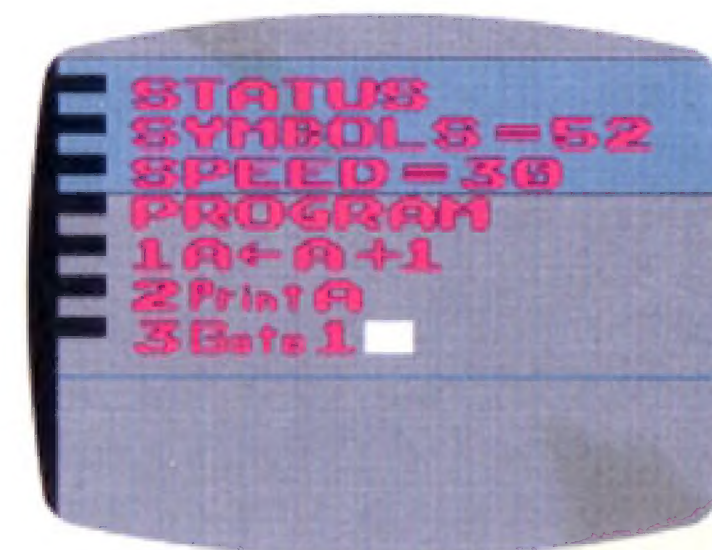 STATUS
SYMBOLS=52
SPEED=30
PROGRAM
1A←A+1
2PrintA
3Goto1